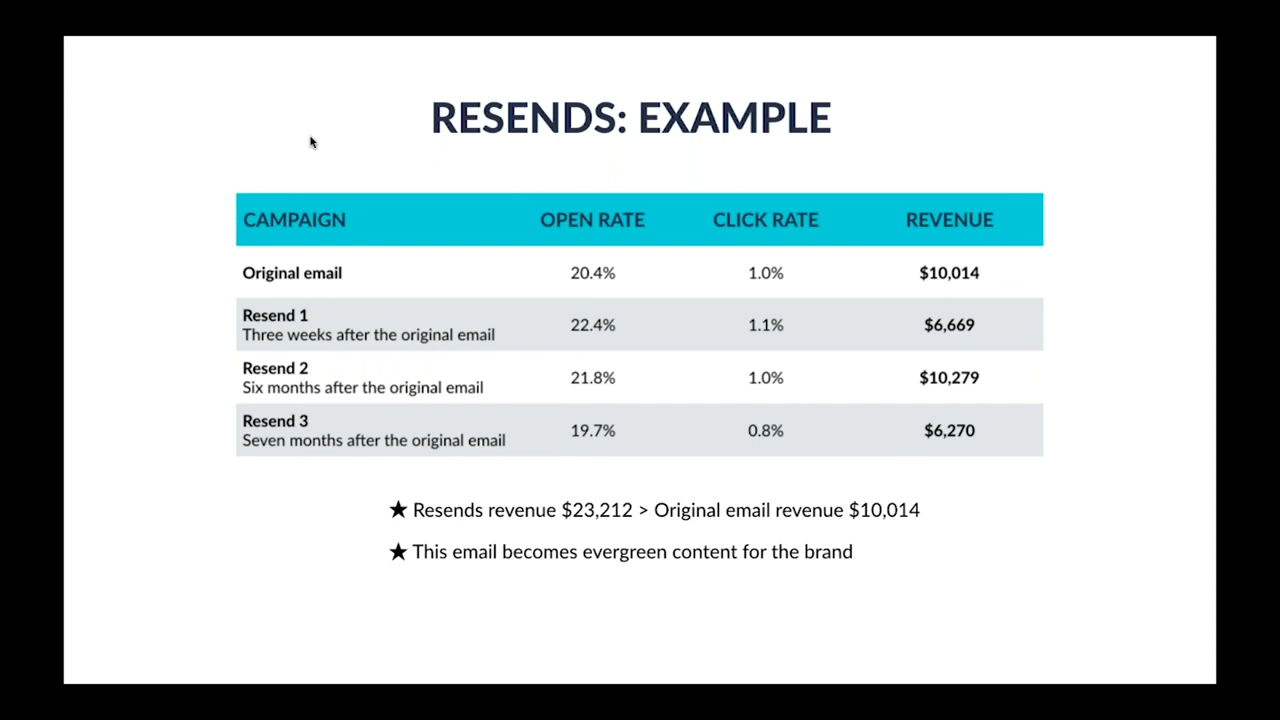 RESENDS: EXAMPLE
CAMPAIGN OPEN RATE CLICK RATE REVENUE
Original email 20.4% 1.0% $10,014
Resend 1
Three weeks after the original email 22.4% 1.1% $6,669
Resend 2
Six months after the original email 21.8% 1.0% $10,279
Resend 3
Seven months after the original email 19.7% 0.8% $6,270
★ Resends revenue $23,212 > Original email revenue $10,014
★ This email becomes evergreen content for the brand